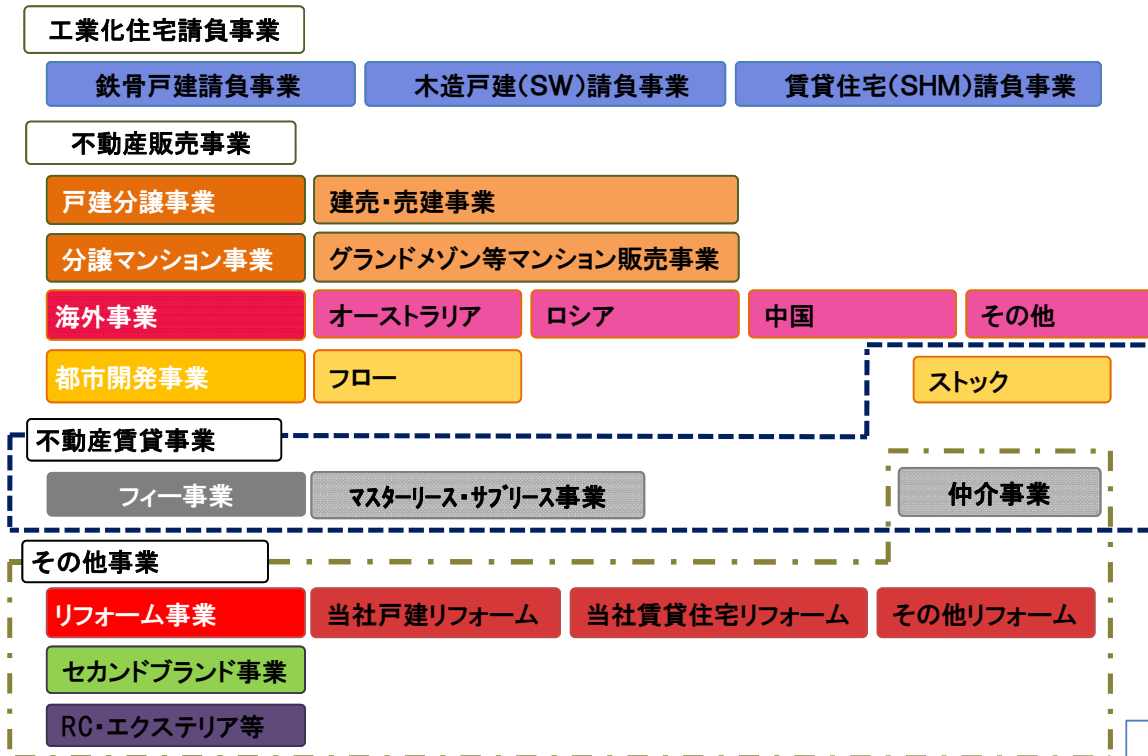 工業化住宅請負事業
鉄骨戸建請負事業 木造戸建(SW)請負事業 賃貸住宅(SHM)請負事業
不動産販売事業
戸建分譲事業 建売・売建事業
分譲マンション事業 グランドメゾン等マンション販売事業
海外事業 オーストラリア ロシア 中国 その他
都市開発事業 フロー ストック
不動産賃貸事業
フィー事業 マスターリース・サブリース事業 仲介事業
その他事業
リフォーム事業 当社戸建リフォーム 当社賃貸住宅リフォーム その他リフォーム
セカンドブランド事業
RC・エクステリア等